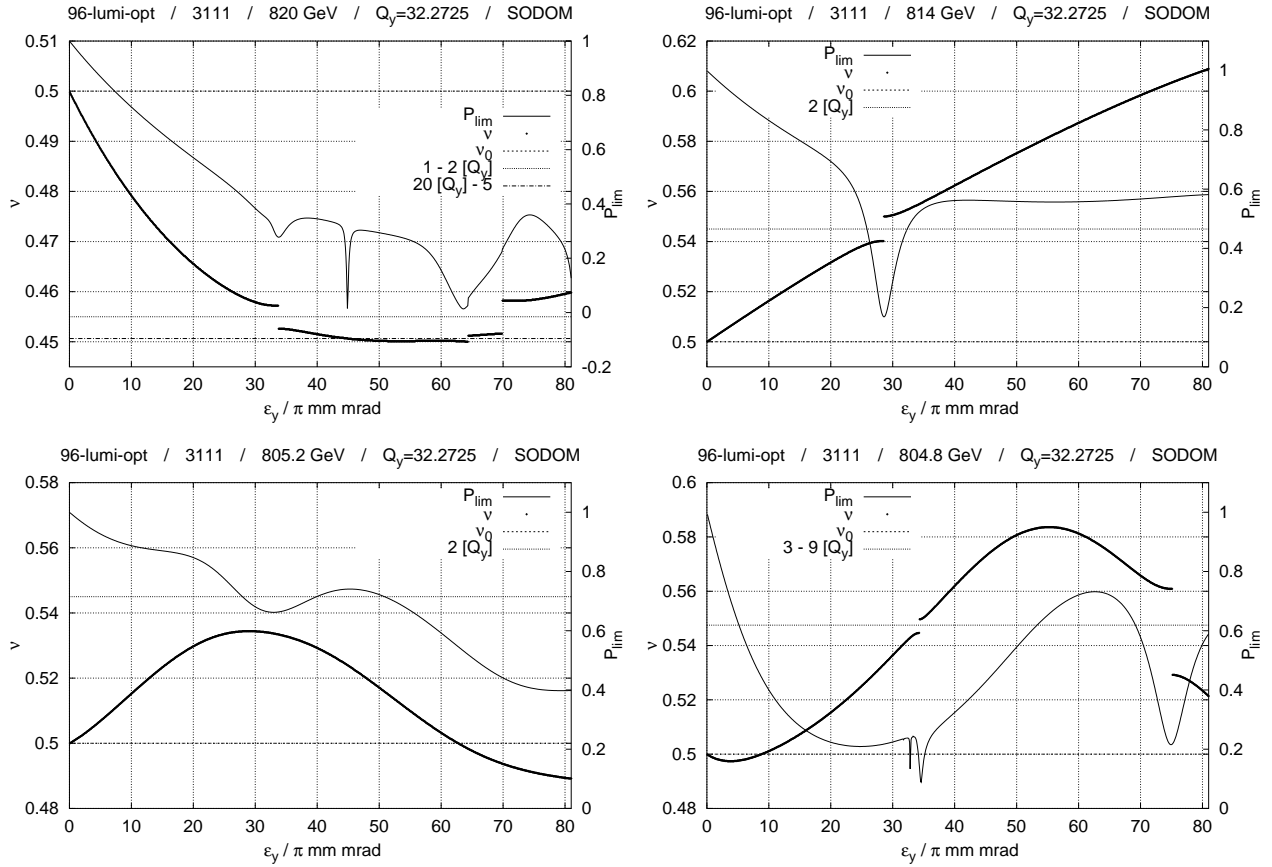 96-lumi-opt / 3111 / 820 GeV / Q_y=32.2725 / SODOM
0.51
0.5
0.49
0.48
0.47
0.46
0.45
ν
1
0.8
0.6
0.4
0.2
0
-0.2
P_lim
P_lim
ν
ν_0
1 - 2 [Q_y]
20 [Q_y] - 5
0 10 20 30 40 50 60 70 80
ε_y / π mm mrad
96-lumi-opt / 3111 / 814 GeV / Q_y=32.2725 / SODOM
0.62
0.6
0.58
0.56
0.54
0.52
0.5
ν
1
0.8
0.6
0.4
0.2
0
P_lim
P_lim
ν
ν_0
2 [Q_y]
0 10 20 30 40 50 60 70 80
ε_y / π mm mrad
96-lumi-opt / 3111 / 805.2 GeV / Q_y=32.2725 / SODOM
0.58
0.56
0.54
0.52
0.5
0.48
ν
1
0.8
0.6
0.4
0.2
0
P_lim
P_lim
ν
ν_0
2 [Q_y]
0 10 20 30 40 50 60 70 80
ε_y / π mm mrad
96-lumi-opt / 3111 / 804.8 GeV / Q_y=32.2725 / SODOM
0.6
0.58
0.56
0.54
0.52
0.5
0.48
ν
1
0.8
0.6
0.4
0.2
0
P_lim
P_lim
ν
ν_0
3 - 9 [Q_y]
0 10 20 30 40 50 60 70 80
ε_y / π mm mrad